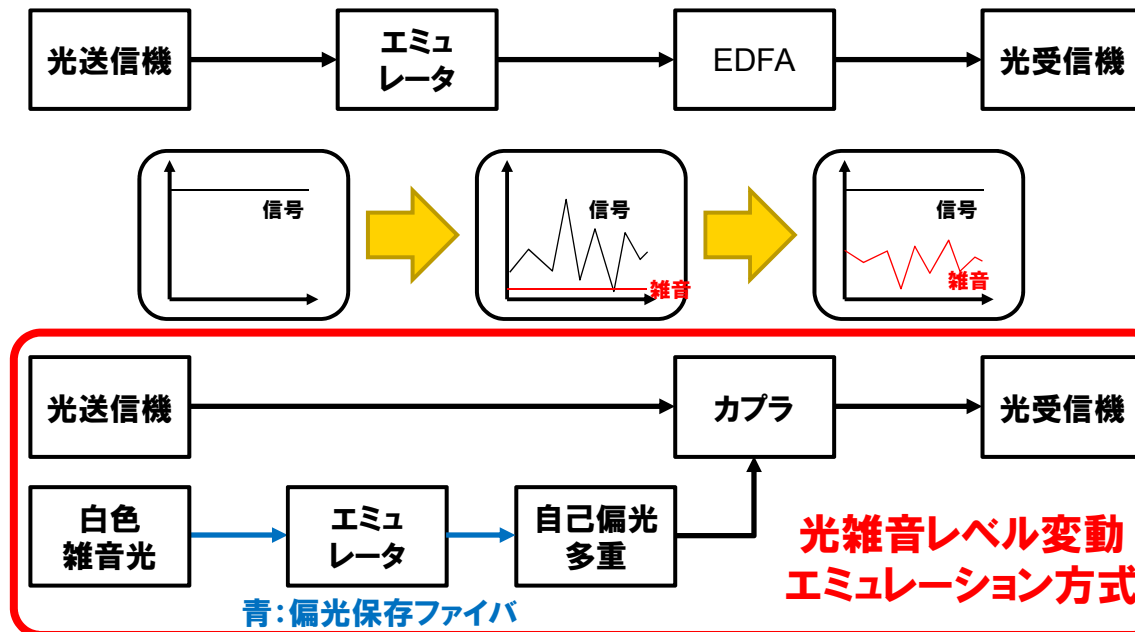 光送信機
エミュ
レータ
EDFA
光受信機
信号
信号
雑音
信号
雑音
光送信機
カプラ
光受信機
白色
雑音光
エミュ
レータ
自己偏光
多重
光雑音レベル変動
エミュレーション方式
青:偏光保存ファイバ